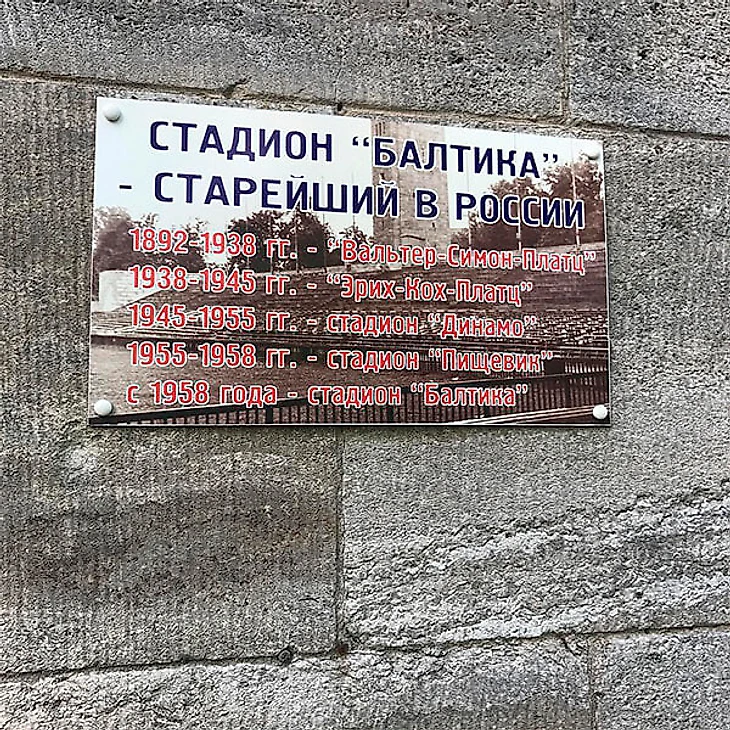 СТАДИОН “БАЛТИКА”
- СТАРЕЙШИЙ В РОССИИ
1892-1938 гг. - “Вальтер-Симон-Платц”
1938-1945 гг. - “Эрих-Кох-Платц”
1945-1955 гг. - стадион “Динамо”
1955-1958 гг. - стадион “Пищевик”
с 1958 года - стадион “Балтика”